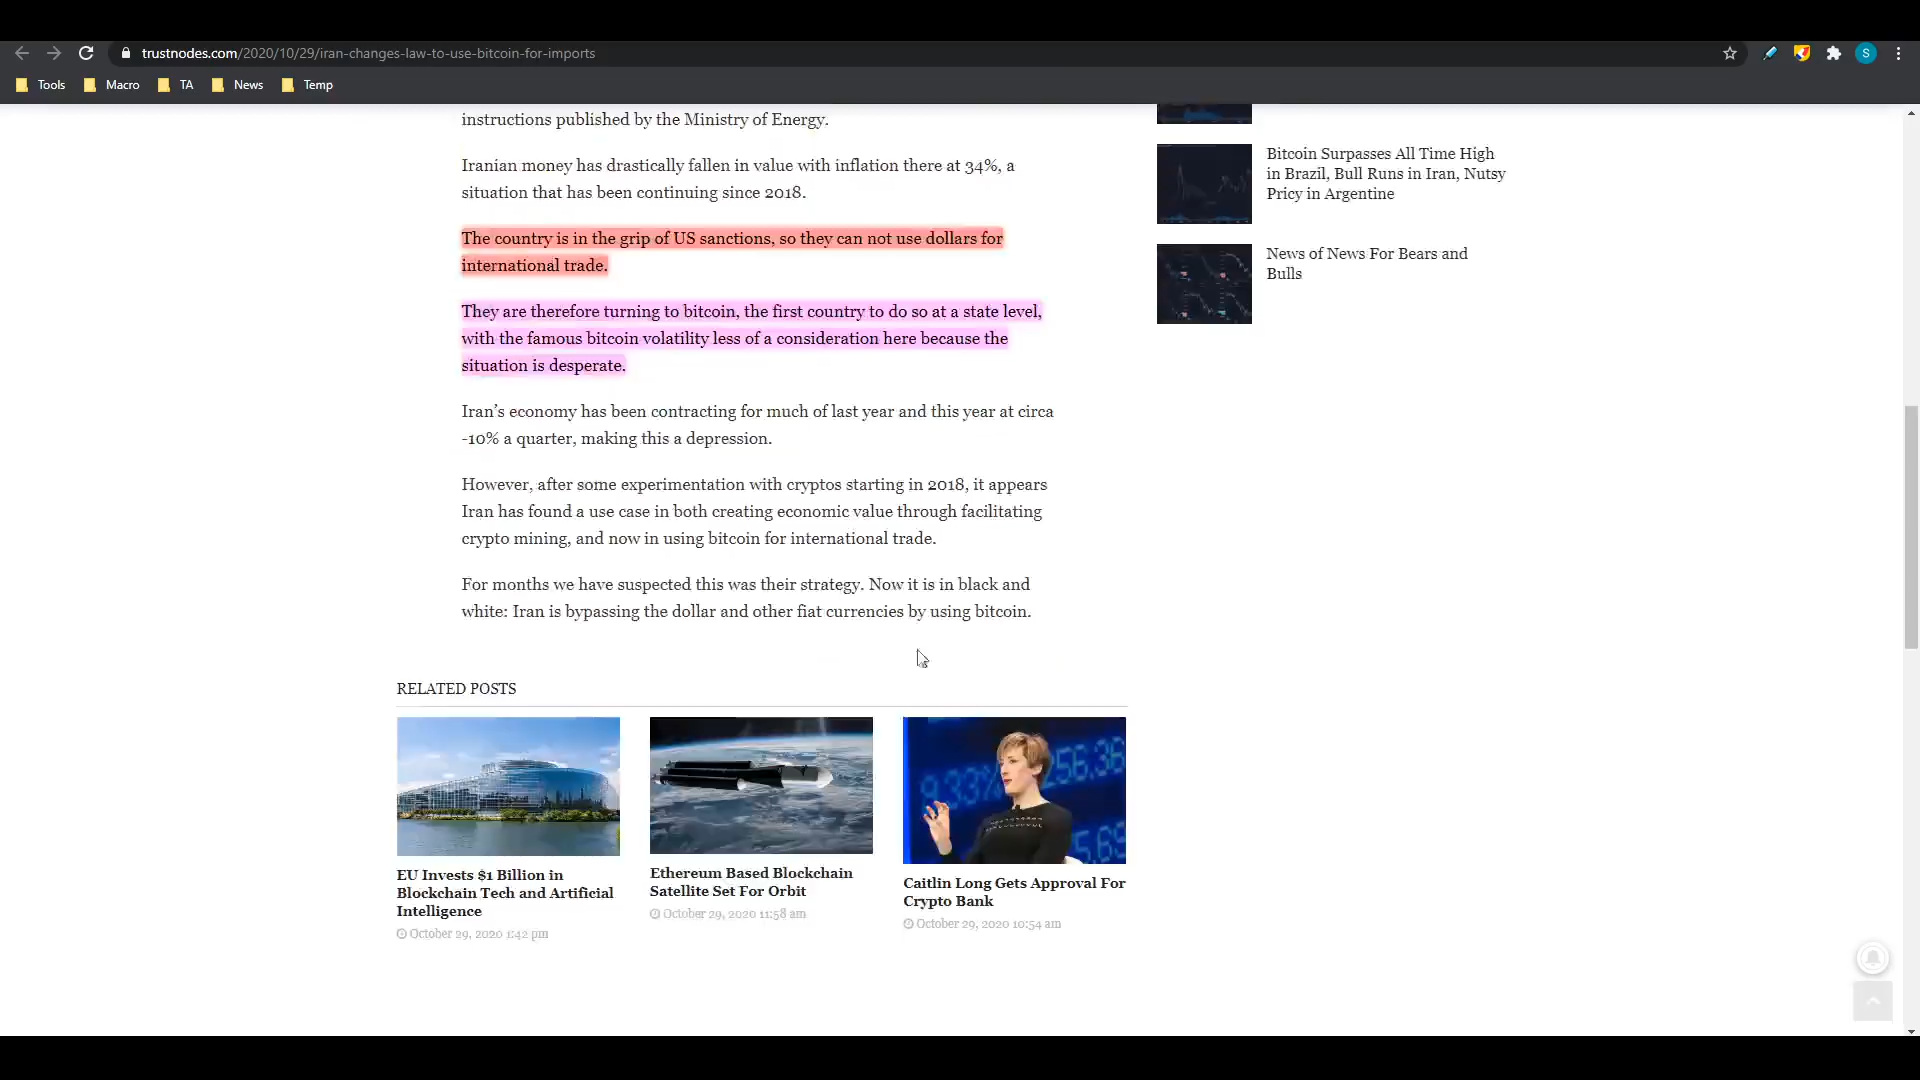 trustnodes.com/2020/10/29/iran-changes-law-to-use-bitcoin-for-imports
S
Tools
Macro
TA
News
Temp
instructions published by the Ministry of Energy.
Iranian money has drastically fallen in value with inflation there at 34%, a
situation that has been continuing since 2018.
The country is in the grip of US sanctions, so they can not use dollars for
international trade.
They are therefore turning to bitcoin, the first country to do so at a state level,
with the famous bitcoin volatility less of a consideration here because the
situation is desperate.
Iran’s economy has been contracting for much of last year and this year at circa
-10% a quarter, making this a depression.
However, after some experimentation with cryptos starting in 2018, it appears
Iran has found a use case in both creating economic value through facilitating
crypto mining, and now in using bitcoin for international trade.
For months we have suspected this was their strategy. Now it is in black and
white: Iran is bypassing the dollar and other fiat currencies by using bitcoin.
Bitcoin Surpasses All Time High
in Brazil, Bull Runs in Iran, Nutsy
Pricy in Argentine
News of News For Bears and
Bulls
RELATED POSTS
EU Invests $1 Billion in
Blockchain Tech and Artificial
Intelligence
October 29, 2020 1:42 pm
Ethereum Based Blockchain
Satellite Set For Orbit
October 29, 2020 11:58 am
9.33% 256.36
5.69
Caitlin Long Gets Approval For
Crypto Bank
October 29, 2020 10:54 am